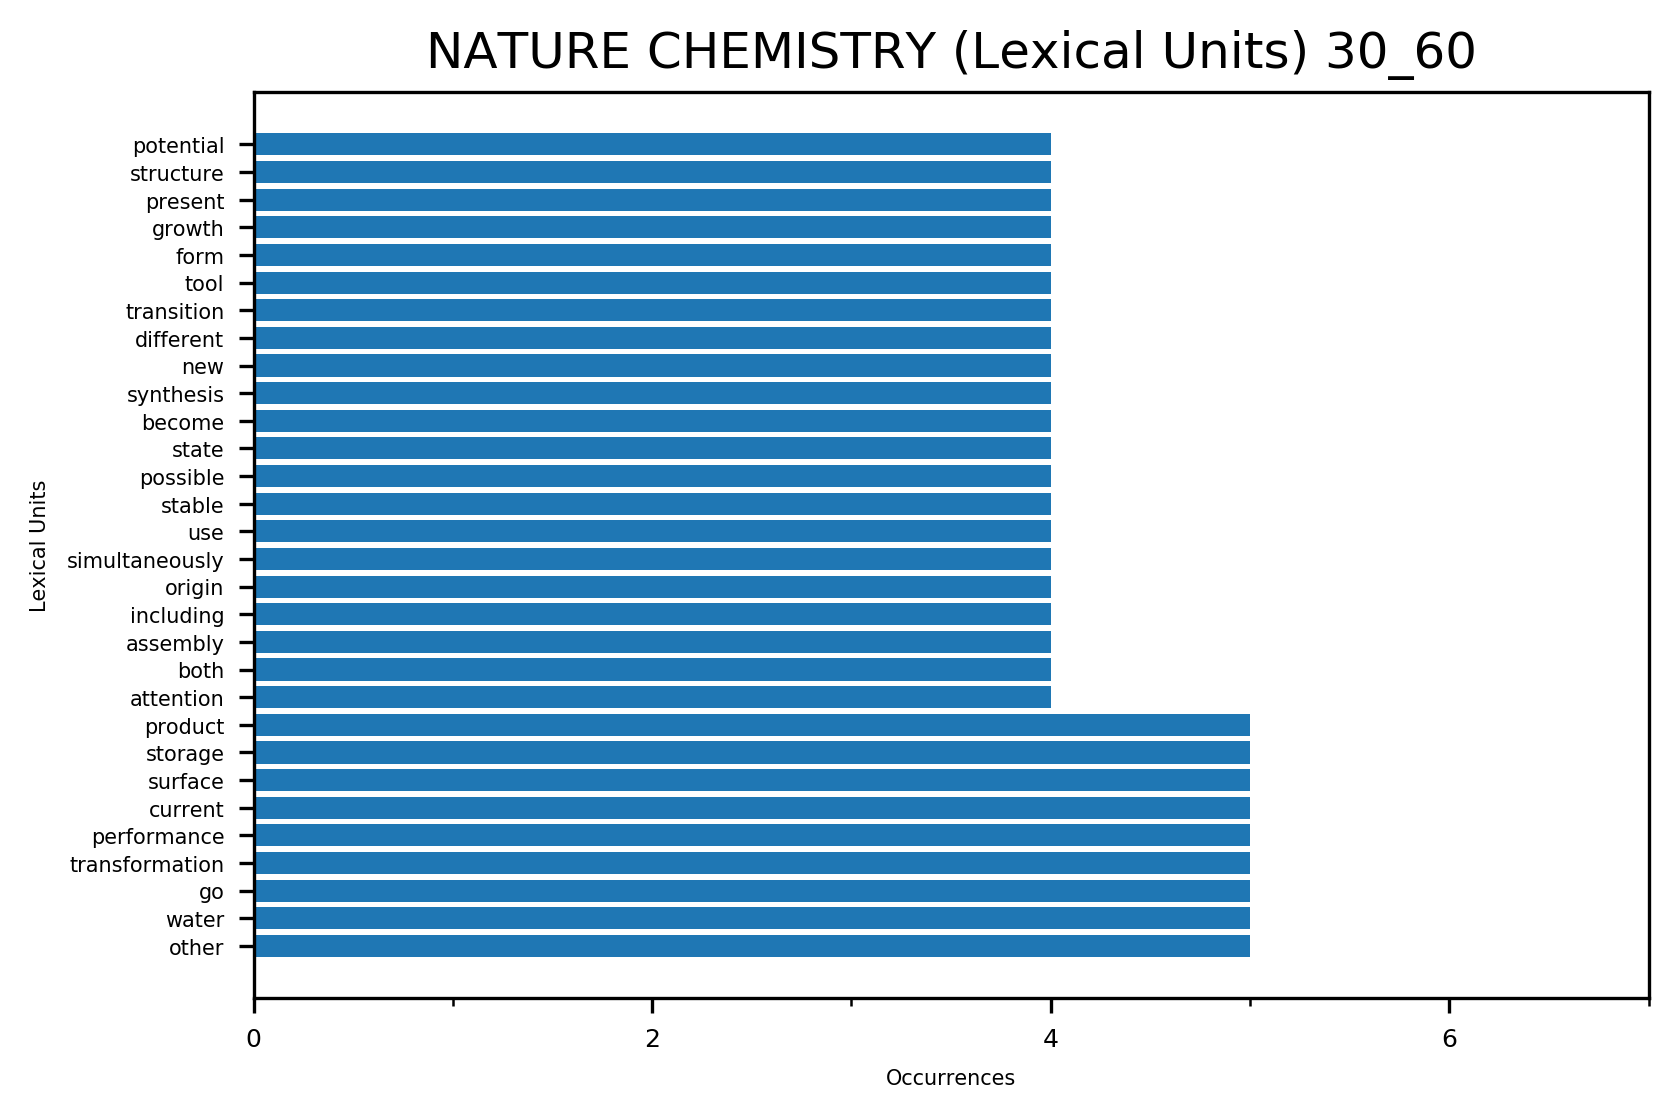 NATURE CHEMISTRY (Lexical Units) 30_60
potential
structure
present
growth
form
tool
transition
different
new
synthesis
become
state
possible
stable
use
simultaneously
origin
including
assembly
both
attention
product
storage
surface
current
performance
transformation
go
water
other
Lexical Units
0 2 4 6
Occurrences